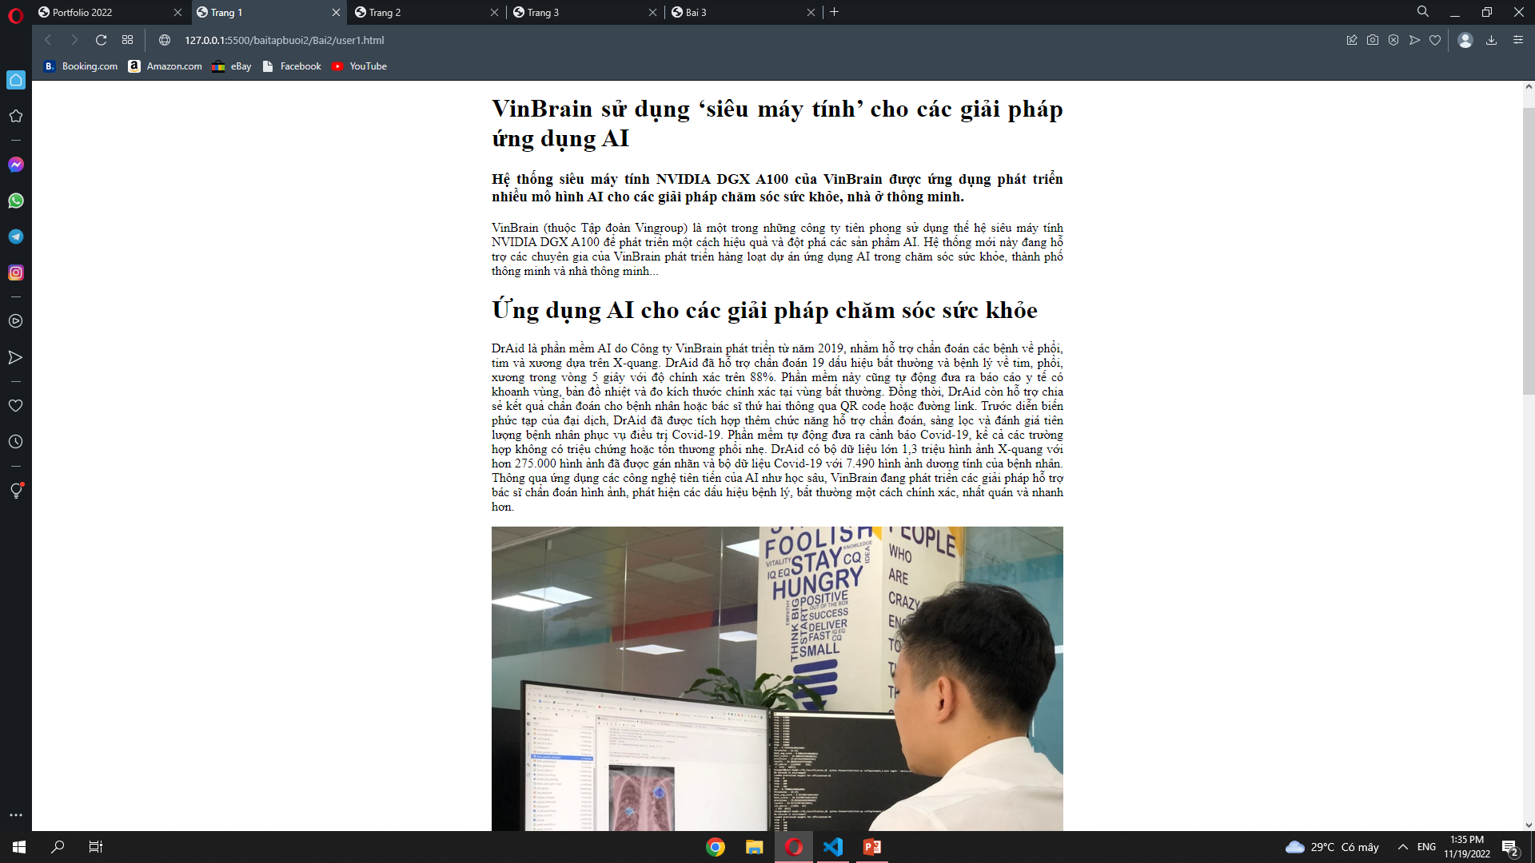 Portfolio 2022
Trang 1
Trang 2
Trang 3
Bai 3
127.0.0.1:5500/baitapbuoi2/Bai2/user1.html
B. Booking.com
a Amazon.com
eBay
Facebook
YouTube
VinBrain sử dụng ‘siêu máy tính’ cho các giải pháp
ứng dụng AI
Hệ thống siêu máy tính NVIDIA DGX A100 của VinBrain được ứng dụng phát triển
nhiều mô hình AI cho các giải pháp chăm sóc sức khỏe, nhà ở thông minh.
VinBrain (thuộc Tập đoàn Vingroup) là một trong những công ty tiên phong sử dụng thế hệ siêu máy tính
NVIDIA DGX A100 để phát triển một cách hiệu quả và đột phá các sản phẩm AI. Hệ thống mới này đang hỗ
trợ các chuyên gia của VinBrain phát triển hàng loạt dự án ứng dụng AI trong chăm sóc sức khỏe, thành phố
thông minh và nhà thông minh...
Ứng dụng AI cho các giải pháp chăm sóc sức khỏe
DrAid là phần mềm AI do Công ty VinBrain phát triển từ năm 2019, nhằm hỗ trợ chẩn đoán các bệnh về phổi,
tim và xương dựa trên X-quang. DrAid đã hỗ trợ chẩn đoán 19 dấu hiệu bất thường và bệnh lý về tim, phổi,
xương trong vòng 5 giây với độ chính xác trên 88%. Phần mềm này cũng tự động đưa ra báo cáo y tế có
khoanh vùng, bản đồ nhiệt và đo kích thước chính xác tại vùng bất thường. Đồng thời, DrAid còn hỗ trợ chia
sẻ kết quả chẩn đoán cho bệnh nhân hoặc bác sĩ thứ hai thông qua QR code hoặc đường link. Trước diễn biến
phức tạp của đại dịch, DrAid đã được tích hợp thêm chức năng hỗ trợ chẩn đoán, sàng lọc và đánh giá tiên
lượng bệnh nhân phục vụ điều trị Covid-19. Phần mềm tự động đưa ra cảnh báo Covid-19, kể cả các trường
hợp không có triệu chứng hoặc tổn thương phổi nhẹ. DrAid có bộ dữ liệu lớn 1,3 triệu hình ảnh X-quang với
hơn 275.000 hình ảnh đã được gán nhãn và bộ dữ liệu Covid-19 với 7.490 hình ảnh dương tính của bệnh nhân.
Thông qua ứng dụng các công nghệ tiên tiến của AI như học sâu, VinBrain đang phát triển các giải pháp hỗ trợ
bác sĩ chẩn đoán hình ảnh, phát hiện các dấu hiệu bệnh lý, bất thường một cách chính xác, nhất quán và nhanh
hơn.
FOOLISH
VITALITY
KNOWLEDGE
IQ EQ
STAY
CQ
IDEA
HUNGRY
THINK BIG
START
POSITIVE
OUT OF THE BOX
SUCCESS
DELIVER
FAST
IQ EQ
CQ
SMALL
PEOPLE
WHO
ARE
CRAZY
TO
29°C Có mây
ENG
1:35 PM
11/19/2022
2